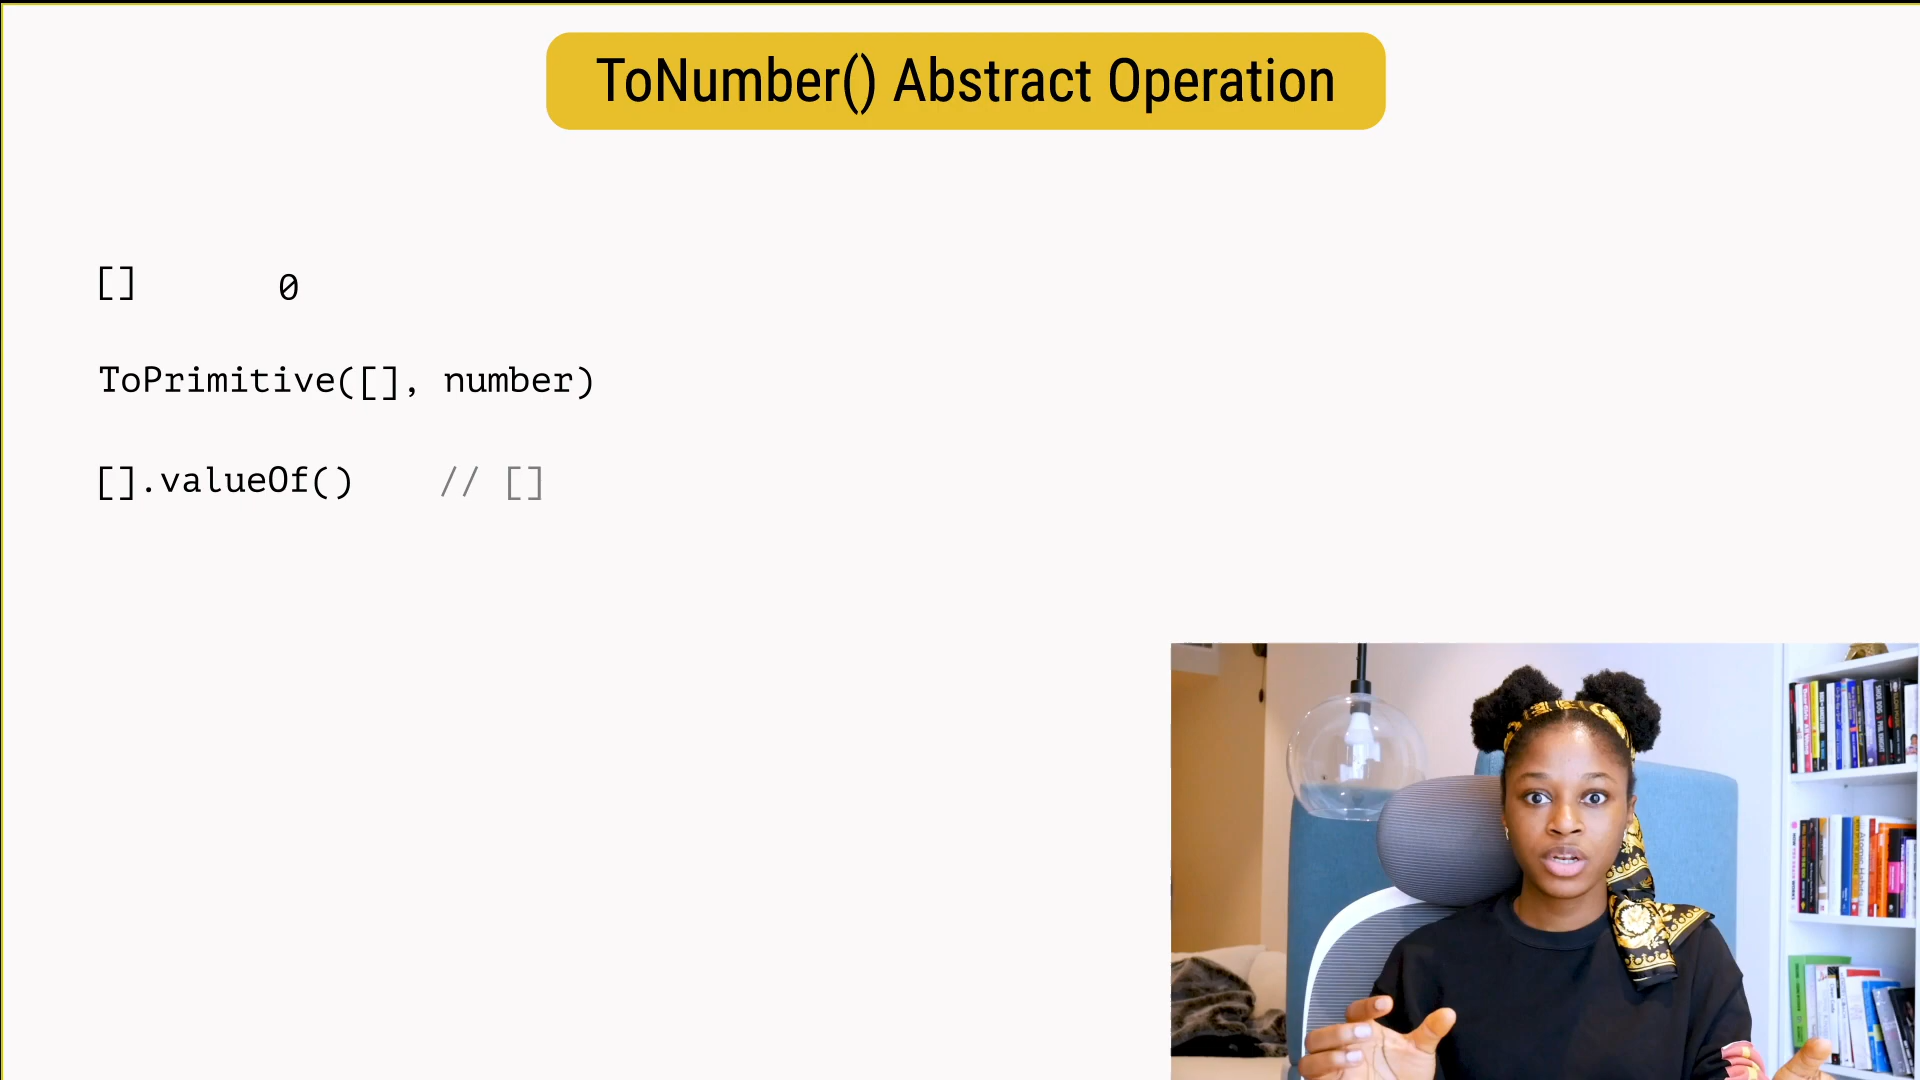 ToNumber() Abstract Operation
[] 0
ToPrimitive([], number)
[].valueOf() // []